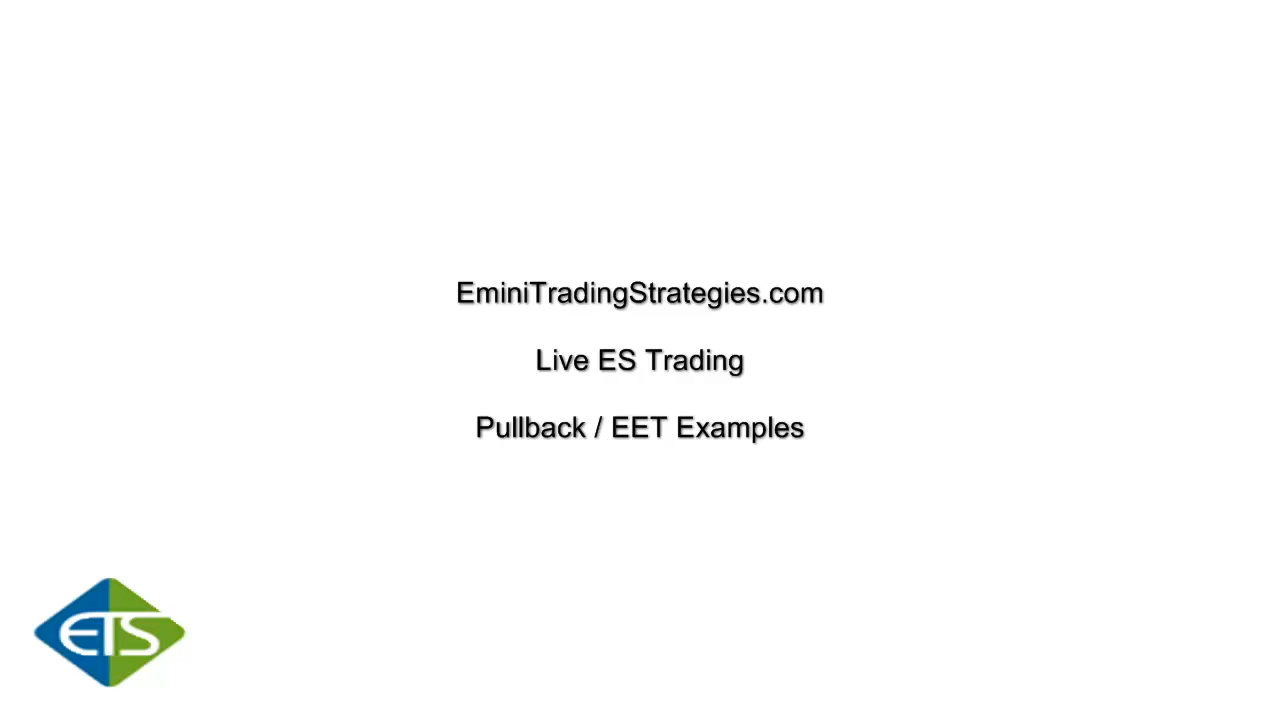 EminiTradingStrategies.com
Live ES Trading
Pullback / EET Examples
ETS